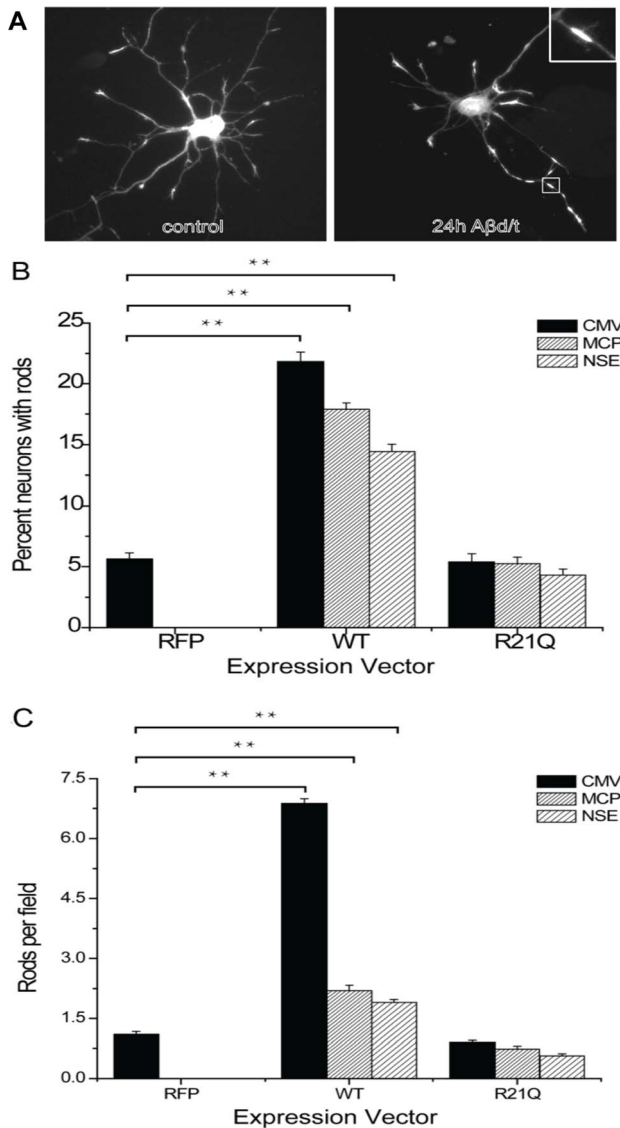 A
control
24h Aβd/t
B
**
**
**
25
20
15
10
5
0
Percent neurons with rods
CMV
MCP
NSE
RFP
WT
R21Q
Expression Vector
C
**
**
**
7.5
6.0
4.5
3.0
1.5
0.0
Rods per field
CMV
MCP
NSE
RFP
WT
R21Q
Expression Vector